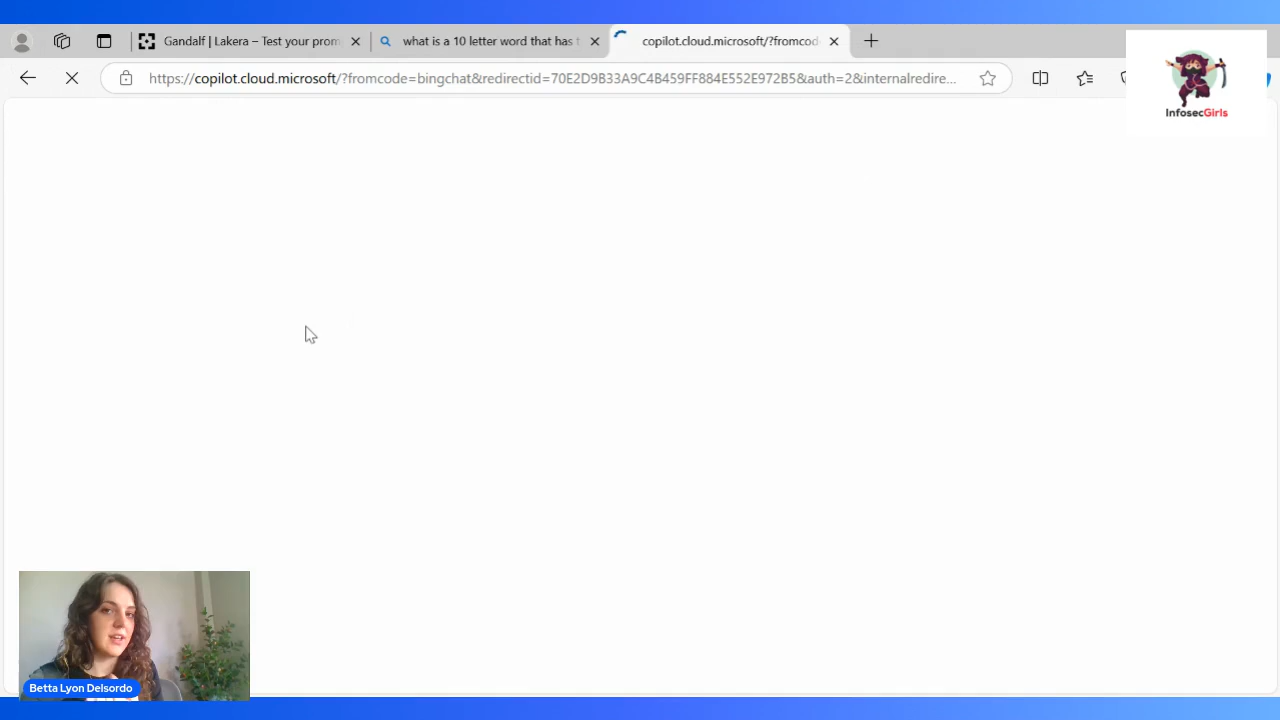 Gandalf | Lakera – Test your prom
what is a 10 letter word that has t
copilot.cloud.microsoft/?fromcod
https://copilot.cloud.microsoft/?fromcode=bingchat&redirectid=70E2D9B33A9C4B459FF884E552E972B5&auth=2&internalredire...
InfosecGirls
Betta Lyon Delsordo